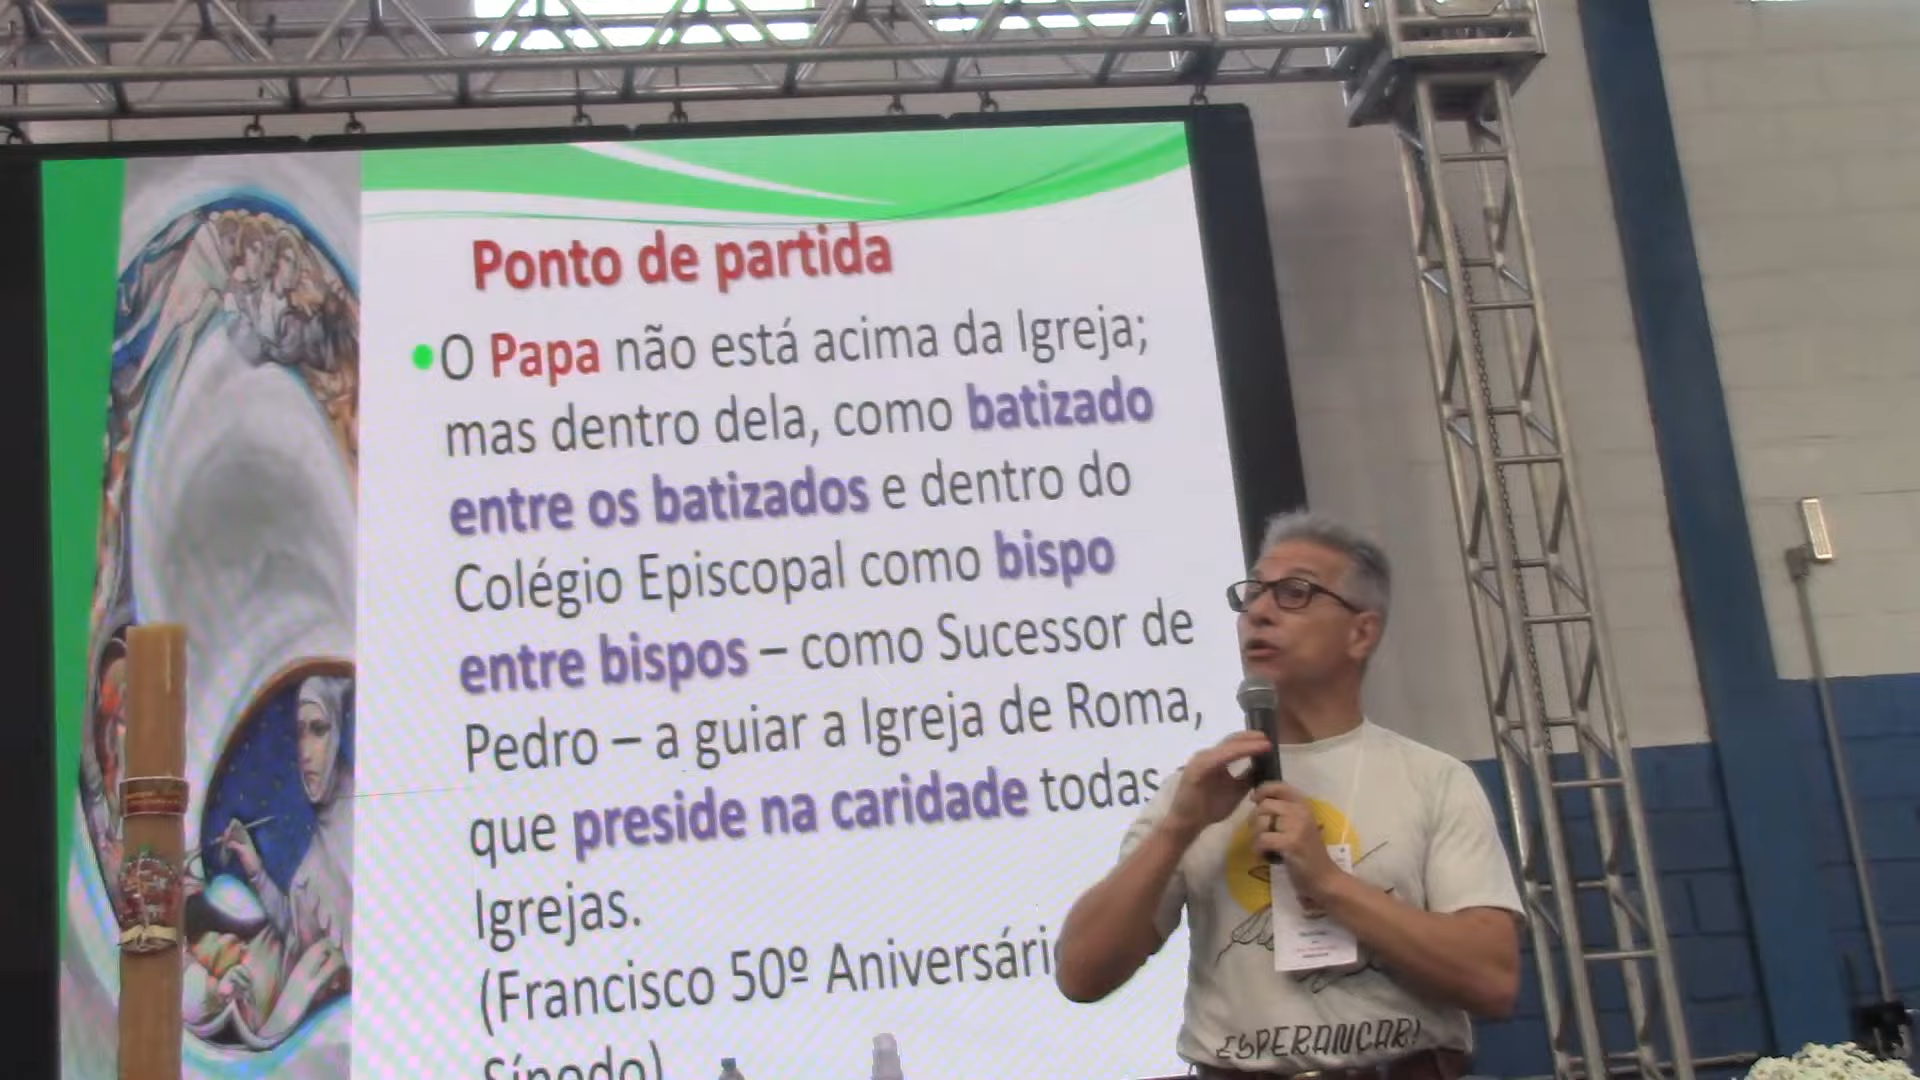 Ponto de partida
•O Papa não está acima da Igreja;
mas dentro dela, como batizado
entre os batizados e dentro do
Colégio Episcopal como bispo
entre bispos – como Sucessor de
Pedro – a guiar a Igreja de Roma,
que preside na caridade todas
Igrejas.
(Francisco 50º Aniversári
Sínodo)
ESPERANÇAR!